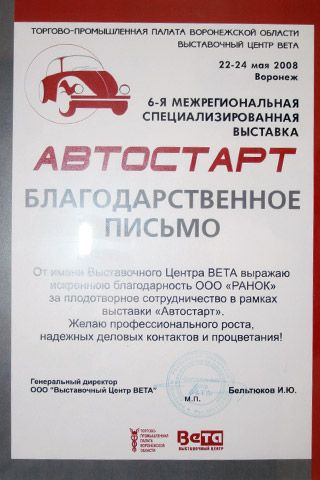 ТОРГОВО-ПРОМЫШЛЕННАЯ ПАЛАТА ВОРОНЕЖСКОЙ ОБЛАСТИ
ВЫСТАВОЧНЫЙ ЦЕНТР ВЕТА
22-24 мая 2008
Воронеж
6-Я МЕЖРЕГИОНАЛЬНАЯ
СПЕЦИАЛИЗИРОВАННАЯ
ВЫСТАВКА
АВТОСТАРТ
БЛАГОДАРСТВЕННОЕ
ПИСЬМО
От имени Выставочного Центра ВЕТА выражаю
искреннюю благодарность ООО «РАНОК»
за плодотворное сотрудничество в рамках
выставки «Автостарт».
Желаю профессионального роста,
надежных деловых контактов и процветания!
Генеральный директор
ООО "Выставочный Центр ВЕТА"
Бельтюков И.Ю.
М.П.
ТОРГОВО-
ПРОМЫШЛЕННАЯ
ПАЛАТА
ВОРОНЕЖСКОЙ
ОБЛАСТИ
Вета
ВЫСТАВОЧНЫЙ ЦЕНТР